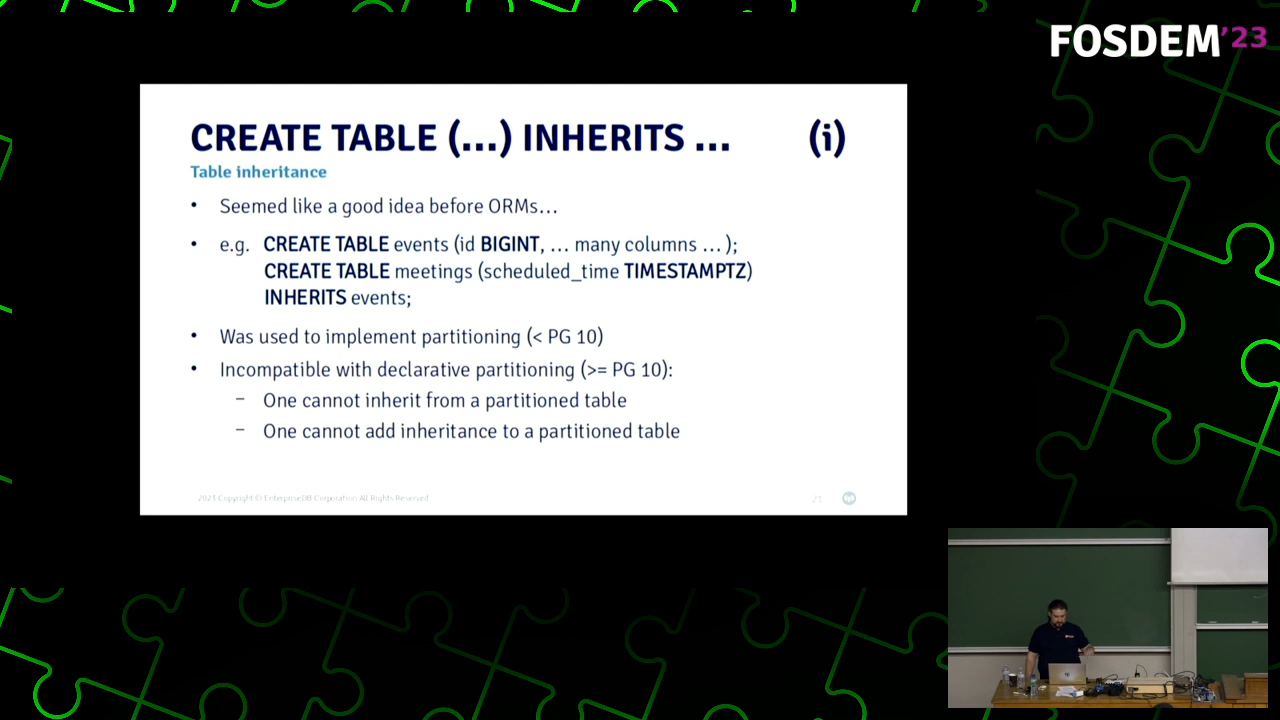 FOSDEM'23
CREATE TABLE (...) INHERITS ... (i)
Table inheritance
• Seemed like a good idea before ORMs…
• e.g. CREATE TABLE events (id BIGINT, … many columns … );
CREATE TABLE meetings (scheduled_time TIMESTAMPTZ)
INHERITS events;
• Was used to implement partitioning (< PG 10)
• Incompatible with declarative partitioning (>= PG 10):
– One cannot inherit from a partitioned table
– One cannot add inheritance to a partitioned table
2023 Copyright © EnterpriseDB Corporation All Rights Reserved
21